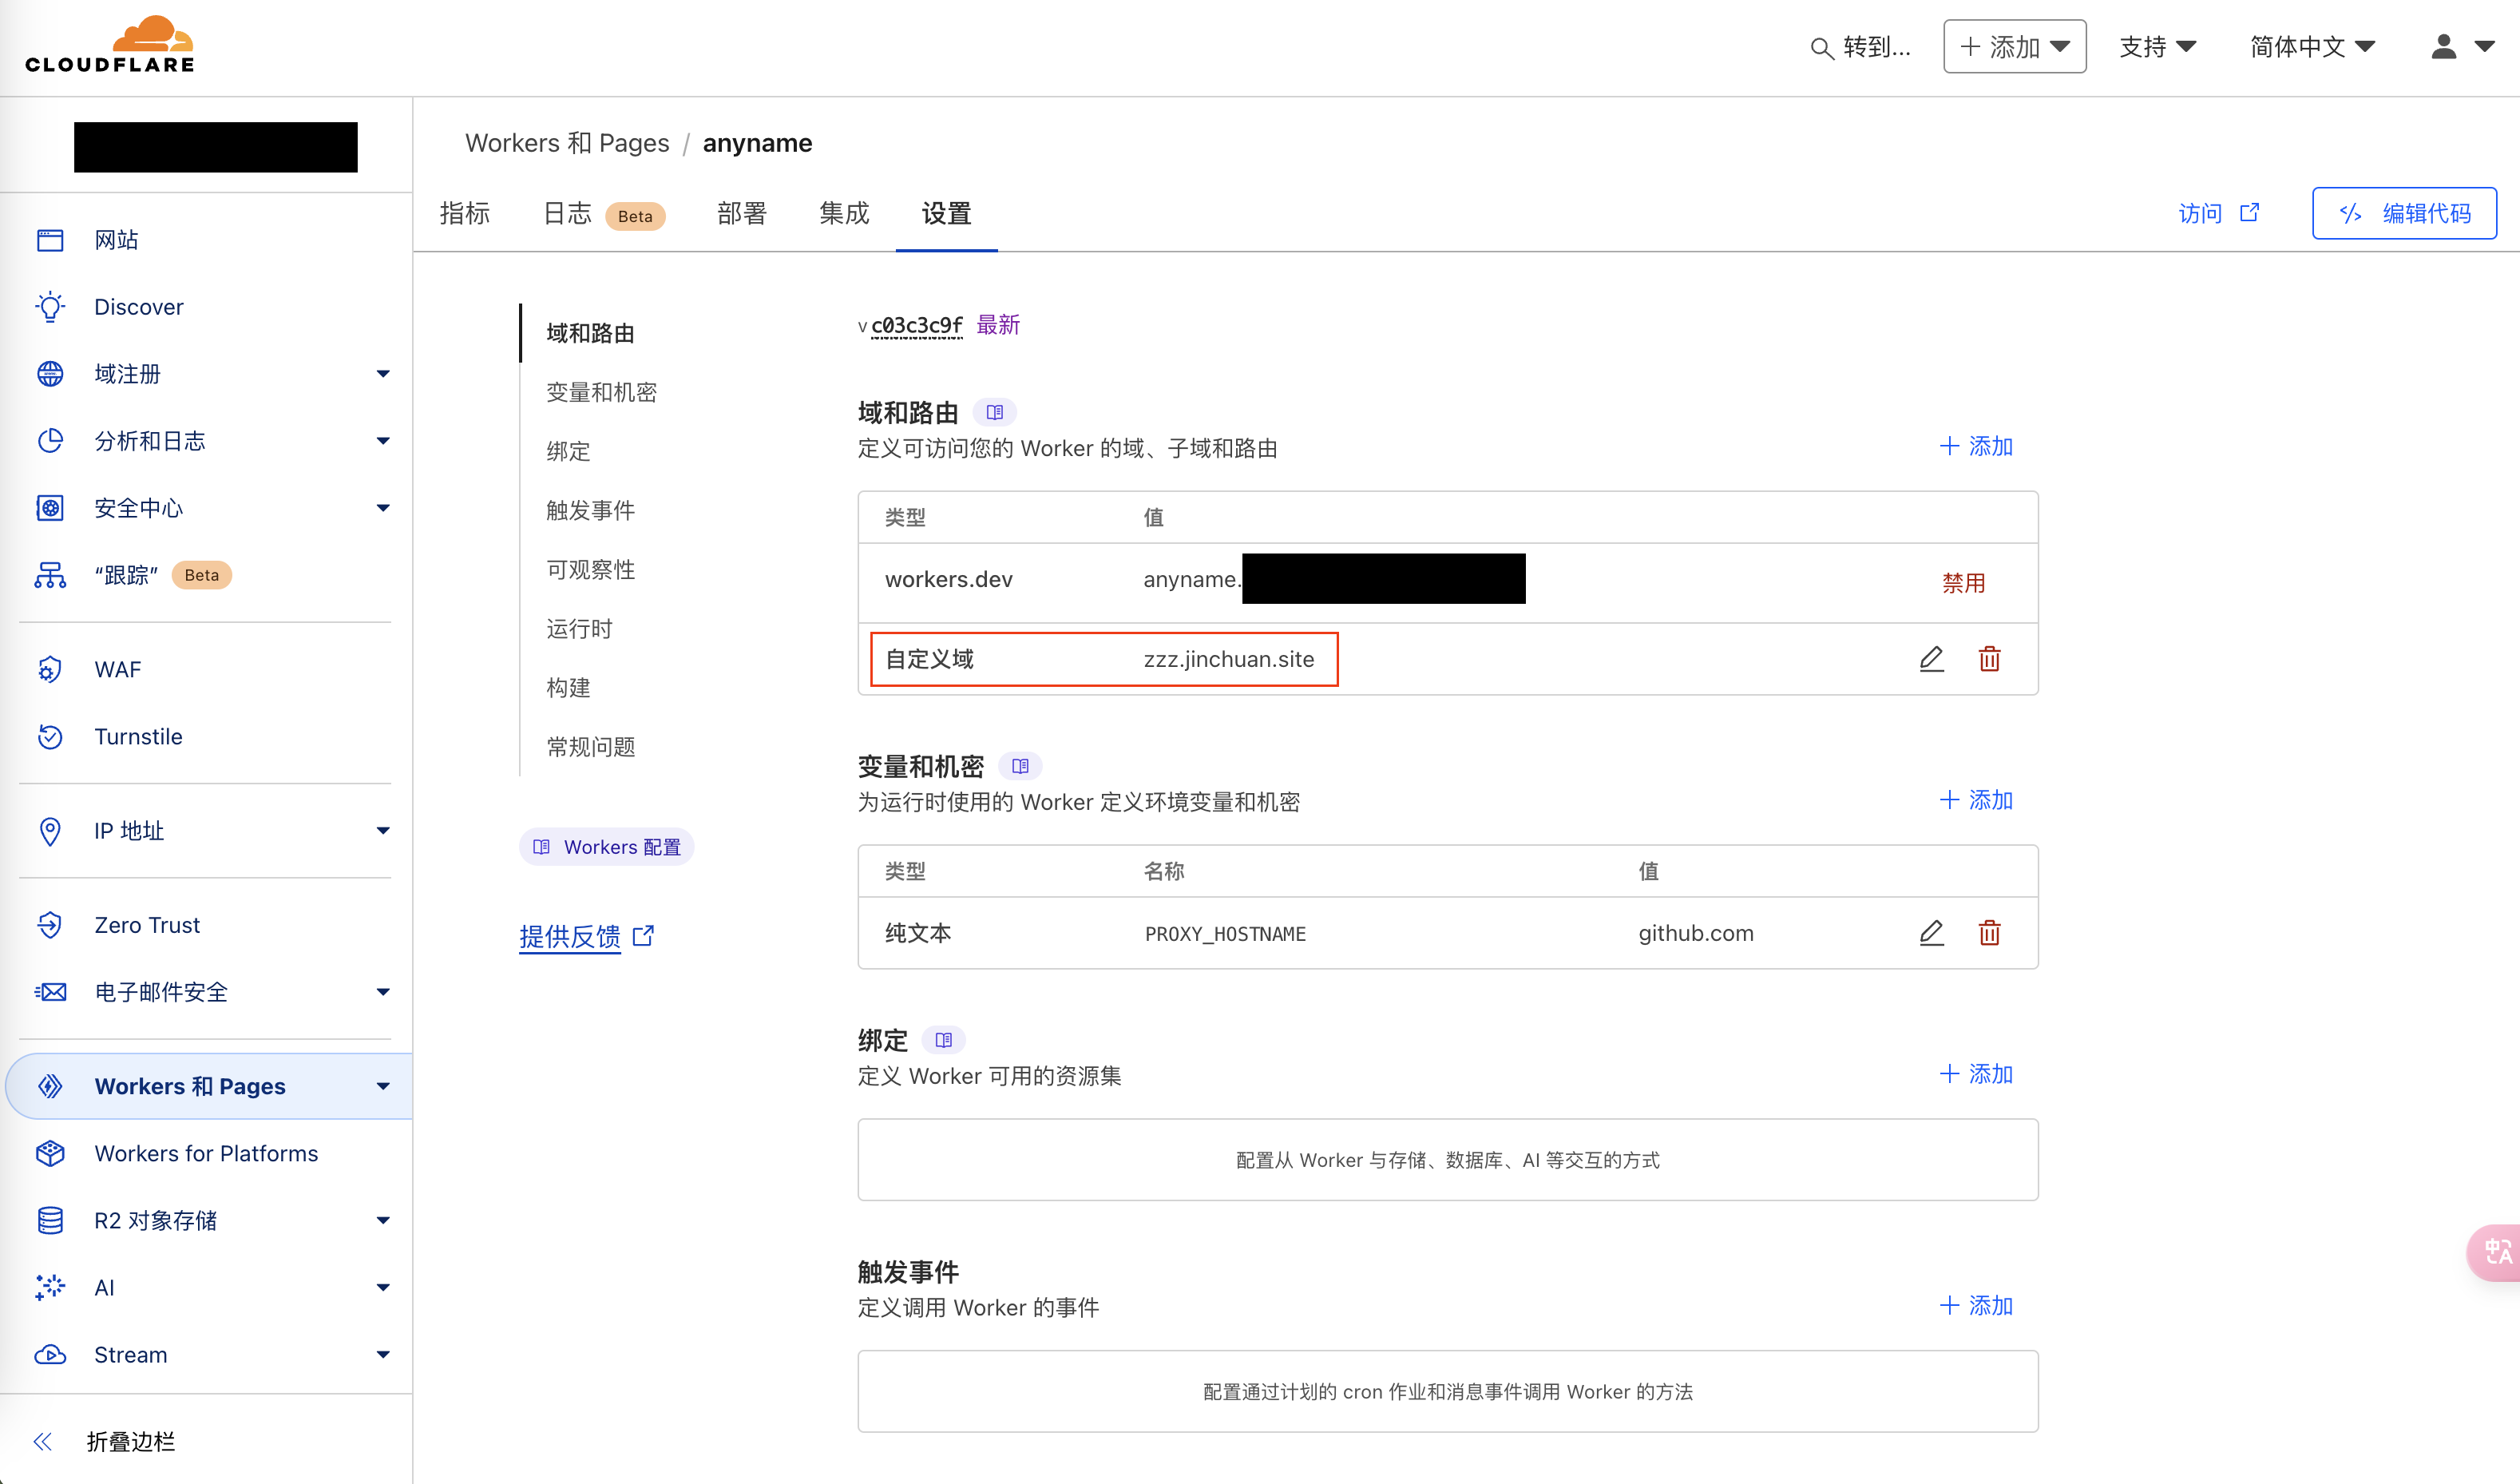 CLOUDFLARE
转到...
添加
支持
简体中文
Workers 和 Pages / anyname
指标
日志 Beta
部署
集成
设置
访问
</> 编辑代码
网站
Discover
域注册
分析和日志
安全中心
“跟踪” Beta
WAF
Turnstile
IP 地址
Zero Trust
电子邮件安全
Workers 和 Pages
Workers for Platforms
R2 对象存储
AI
Stream
折叠边栏
域和路由
变量和机密
绑定
触发事件
可观察性
运行时
构建
常规问题
Workers 配置
提供反馈
v c03c3c9f 最新
域和路由
定义可访问您的 Worker 的域、子域和路由
添加
类型 值
workers.dev anyname. 禁用
自定义域 zzz.jinchuan.site
变量和机密
为运行时使用的 Worker 定义环境变量和机密
添加
类型 名称 值
纯文本 PROXY_HOSTNAME github.com
绑定
定义 Worker 可用的资源集
添加
配置从 Worker 与存储、数据库、AI 等交互的方式
触发事件
定义调用 Worker 的事件
添加
配置通过计划的 cron 作业和消息事件调用 Worker 的方法
中A